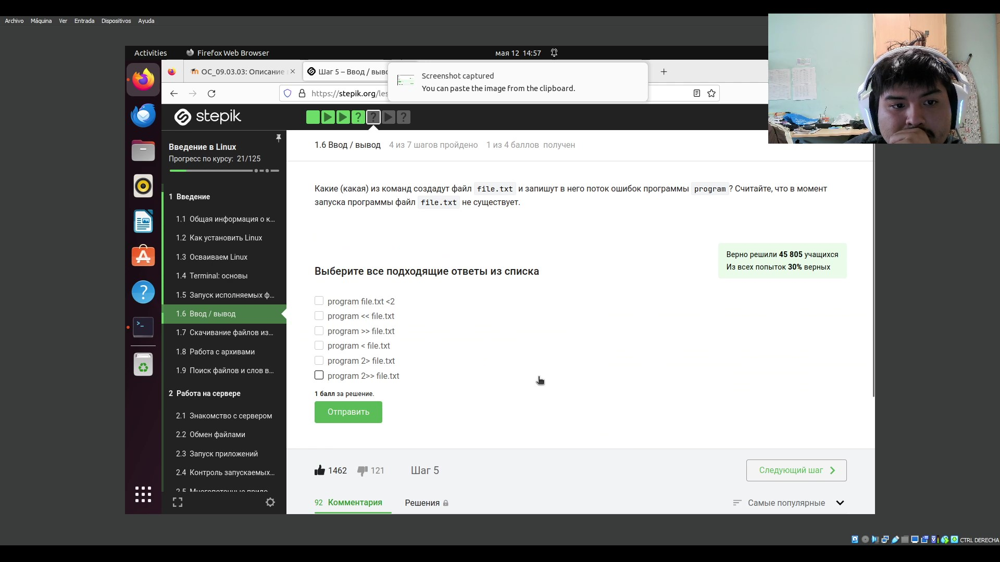 Archivo Máquina Ver Entrada Dispositivos Ayuda
Activities Firefox Web Browser мая 12 14:57
ОС_09.03.03: Описание
Шаг 5 – Ввод / выво
Screenshot captured
You can paste the image from the clipboard.
https://stepik.org/les
stepik
Введение в Linux
Прогресс по курсу: 21/125
1 Введение
1.1 Общая информация о к...
1.2 Как установить Linux
1.3 Осваиваем Linux
1.4 Terminal: основы
1.5 Запуск исполняемых ф...
1.6 Ввод / вывод
1.7 Скачивание файлов из...
1.8 Работа с архивами
1.9 Поиск файлов и слов в...
2 Работа на сервере
2.1 Знакомство с сервером
2.2 Обмен файлами
2.3 Запуск приложений
2.4 Контроль запускаемых...
2.5 Многопоточные прило...
1.6 Ввод / вывод 4 из 7 шагов пройдено 1 из 4 баллов получен
Какие (какая) из команд создадут файл file.txt и запишут в него поток ошибок программы program ? Считайте, что в момент
запуска программы файл file.txt не существует.
Верно решили 45 805 учащихся
Из всех попыток 30% верных
Выберите все подходящие ответы из списка
program file.txt <2
program << file.txt
program >> file.txt
program < file.txt
program 2> file.txt
program 2>> file.txt
1 балл за решение.
Отправить
1462 121 Шаг 5 Следующий шаг
92 Комментария Решения Самые популярные
CTRL DERECHA